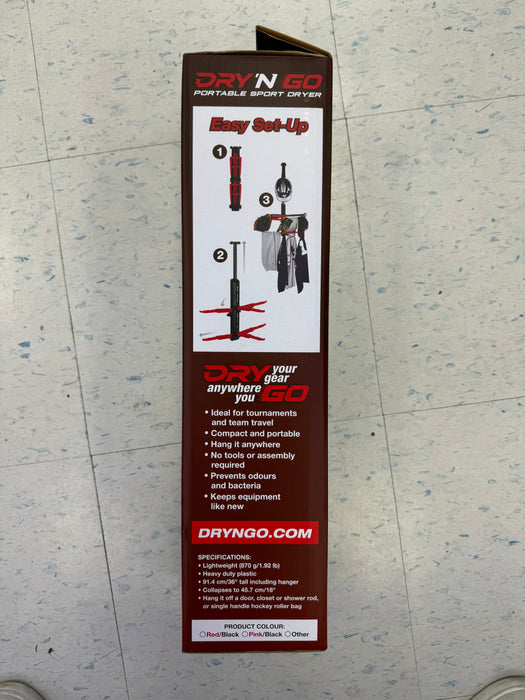 DRY'N GO
PORTABLE SPORT DRYER
Easy Set-Up
1
3
2
DRY your gear
anywhere you GO
• Ideal for tournaments
and team travel
• Compact and portable
• Hang it anywhere
• No tools or assembly
required
• Prevents odours
and bacteria
• Keeps equipment
like new
DRYNGO.COM
SPECIFICATIONS:
• Lightweight (870 g/1.92 lb)
• Heavy duty plastic
• 91.4 cm/36" tall including hanger
• Collapses to 45.7 cm/18"
• Hang it off a door, closet or shower rod,
or single handle hockey roller bag
PRODUCT COLOUR:
○Red/Black ○Pink/Black ○Other